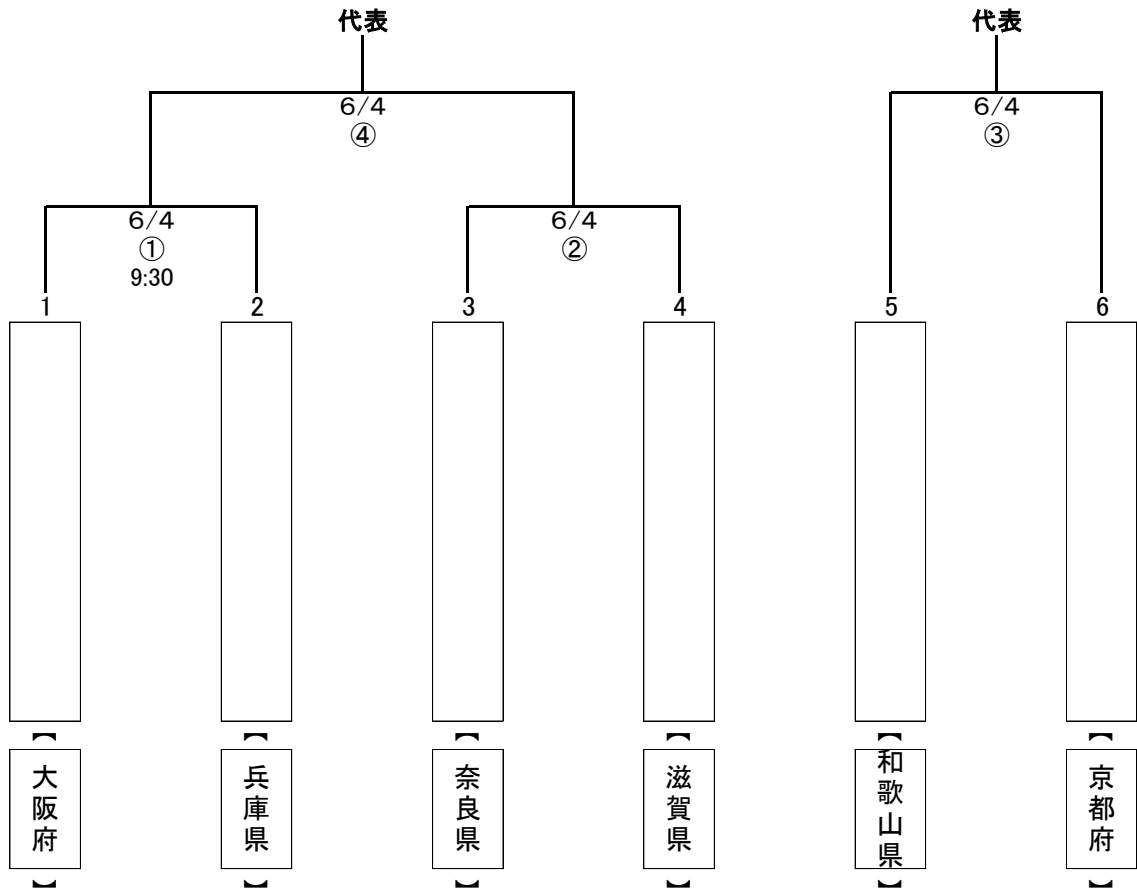 代表
代表
6/4
④
6/4
③
6/4
①
9:30
6/4
②
1
2
3
4
5
6
【大阪府】
【兵庫県】
【奈良県】
【滋賀県】
【和歌山県】
【京都府】